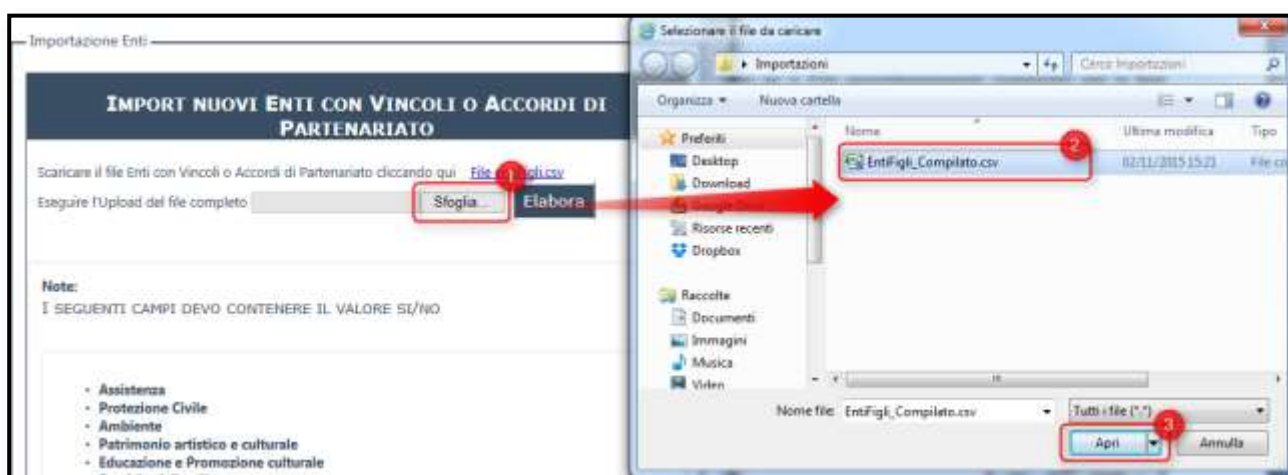 Importazione Enti
IMPORT NUOVI ENTI CON VINCOLI O ACCORDI DI
PARTENARIATO
Scaricare il file Enti con Vincoli o Accordi di Partenariato cliccando qui File
1
Eseguire l'Upload del file completo Sfoglia... Elabora
Note:
I SEGUENTI CAMPI DEVO CONTENERE IL VALORE SI/NO
- Assistenza
- Protezione Civile
- Ambiente
- Patrimonio artistico e culturale
- Educazione e Promozione culturale
Selezionare il file da caricare
Importazioni
Cerca Importazioni
Organizza Nuova cartella
Nome Ultima modifica Tipo
2
EntiFigli_Compilato.csv 02/11/2015 15:21 File co
Preferiti
Desktop
Download
Risorse recenti
Dropbox
Raccolte
Documenti
Immagini
Musica
Video
Nome file: EntiFigli_Compilato.csv Tutti i file (*.*)
3
Apri Annulla